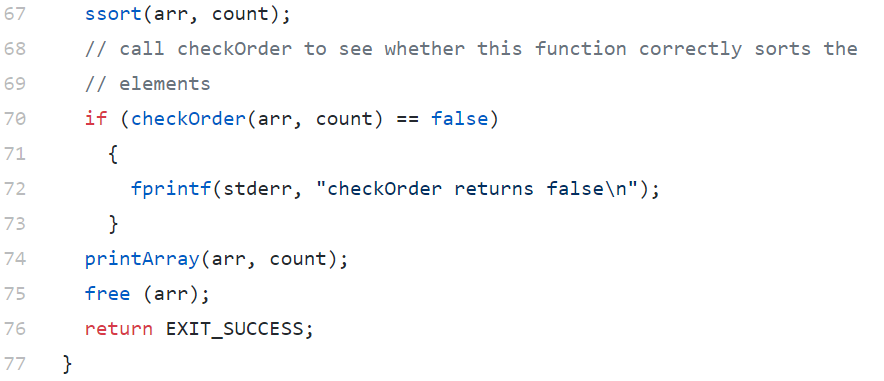 67 ssort(arr, count);
68 // call checkOrder to see whether this function correctly sorts the
69 // elements
70 if (checkOrder(arr, count) == false)
71 {
72 fprintf(stderr, "checkOrder returns false\n");
73 }
74 printArray(arr, count);
75 free (arr);
76 return EXIT_SUCCESS;
77 }